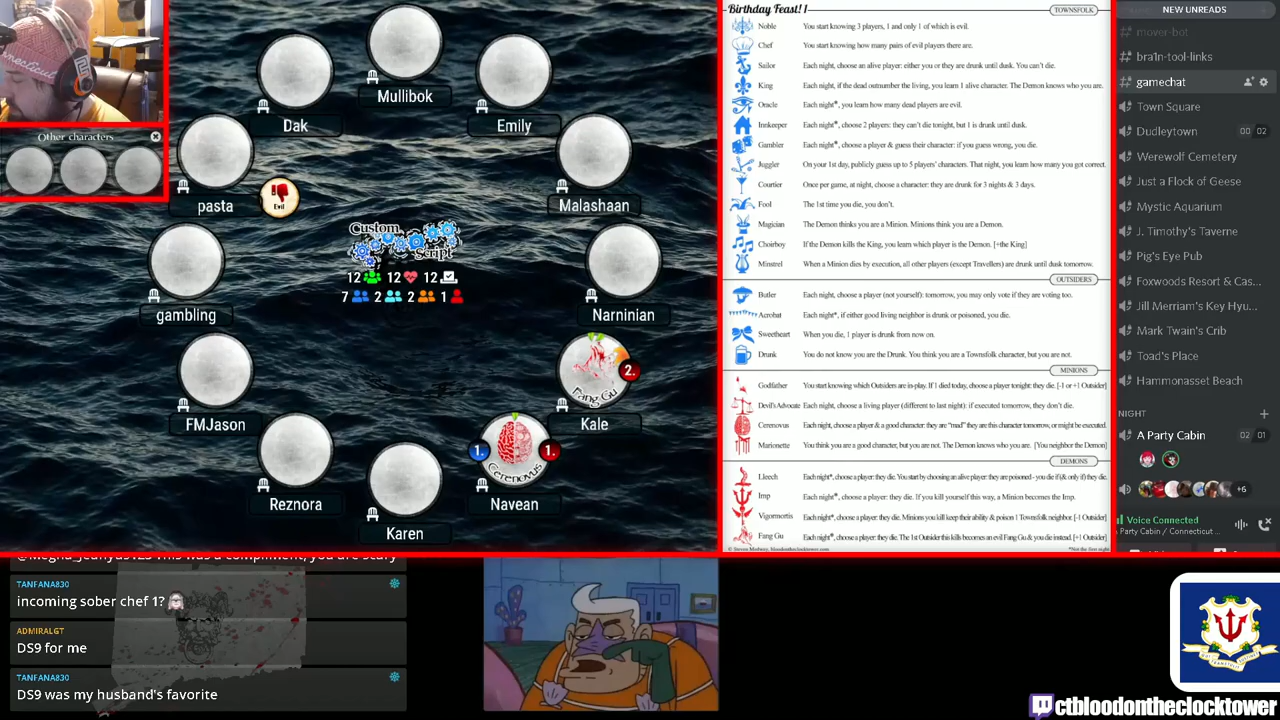 Other characters
Dak
Mullibok
Emily
pasta
Evil
Malashaan
Custom
Script
12 12 12
7 2 2 1
gambling
Narninian
FMJason
Fang Gu
2.
Kale
Reznora
Karen
1.
Cerenovus
1.
Navean
TANFANA830
incoming sober chef 1?
ADMIRALGT
DS9 for me
TANFANA830
DS9 was my husband's favorite
Birthday Feast! 1
TOWNSFOLK
Noble You start knowing 3 players, 1 and only 1 of which is evil.
Chef You start knowing how many pairs of evil players there are.
Sailor Each night, choose an alive player: either you or they are drunk until dusk. You can't die.
King Each night, if the dead outnumber the living, you learn 1 alive character. The Demon knows who you are.
Oracle Each night*, you learn how many dead players are evil.
Innkeeper Each night*, choose 2 players: they can't die tonight, but 1 is drunk until dusk.
Gambler Each night*, choose a player & guess their character: if you guess wrong, you die.
Juggler On your 1st day, publicly guess up to 5 players' characters. That night, you learn how many you got correct.
Courtier Once per game, at night, choose a character: they are drunk for 3 nights & 3 days.
Fool The 1st time you die, you don't.
Magician The Demon thinks you are a Minion. Minions think you are a Demon.
Choirboy If the Demon kills the King, you learn which player is the Demon. [+the King]
Minstrel When a Minion dies by execution, all other players (except Travellers) are drunk until dusk tomorrow.
OUTSIDERS
Butler Each night, choose a player (not yourself): tomorrow, you may only vote if they are voting too.
Acrobat Each night*, if either good living neighbor is drunk or poisoned, you die.
Sweetheart When you die, 1 player is drunk from now on.
Drunk You do not know you are the Drunk. You think you are a Townsfolk character, but you are not.
MINIONS
Godfather You start knowing which Outsiders are in-play. If 1 died today, choose a player tonight: they die. [-1 or +1 Outsider]
Devil's Advocate Each night, choose a living player (different to last night): if executed tomorrow, they don't die.
Cerenovus Each night, choose a player & a good character: they are "mad" they are this character tomorrow, or might be executed.
Marionette You think you are a good character, but you are not. The Demon knows who you are. [You neighbor the Demon]
DEMONS
Lleech Each night*, choose a player: they die. You start by choosing an alive player: they are poisoned - you die if (& only if) they die.
Imp Each night*, choose a player: they die. If you kill yourself this way, a Minion becomes the Imp.
Vigormortis Each night*, choose a player: they die. Minions you kill keep their ability & poison 1 Townsfolk neighbor. [-1 Outsider]
Fang Gu Each night*, choose a player: they die. The 1st Outsider this kills becomes an evil Fang Gu & you die instead. [+1 Outsider]
© Steven Medway, bloodontheclocktower.com
*Not the first night
NEW UNREADS
mover-bot
bra1n-tool-links
gamechat
Town Square
Dudleytown 00 02
Werewolf Cemetery
Just a Flock of Geese
Mystic Aquarium
J. Timothy's Taverne
Pig's Eye Pub
Foxwoods Resort & Gas...
Mark Twain's Crib
Toad's Place
Hammonasset Beach
NIGHT
A Party Cabin 02 01
+6
Voice Connected
Party Cabin / Connecticut ...
ctbloodontheclocktower